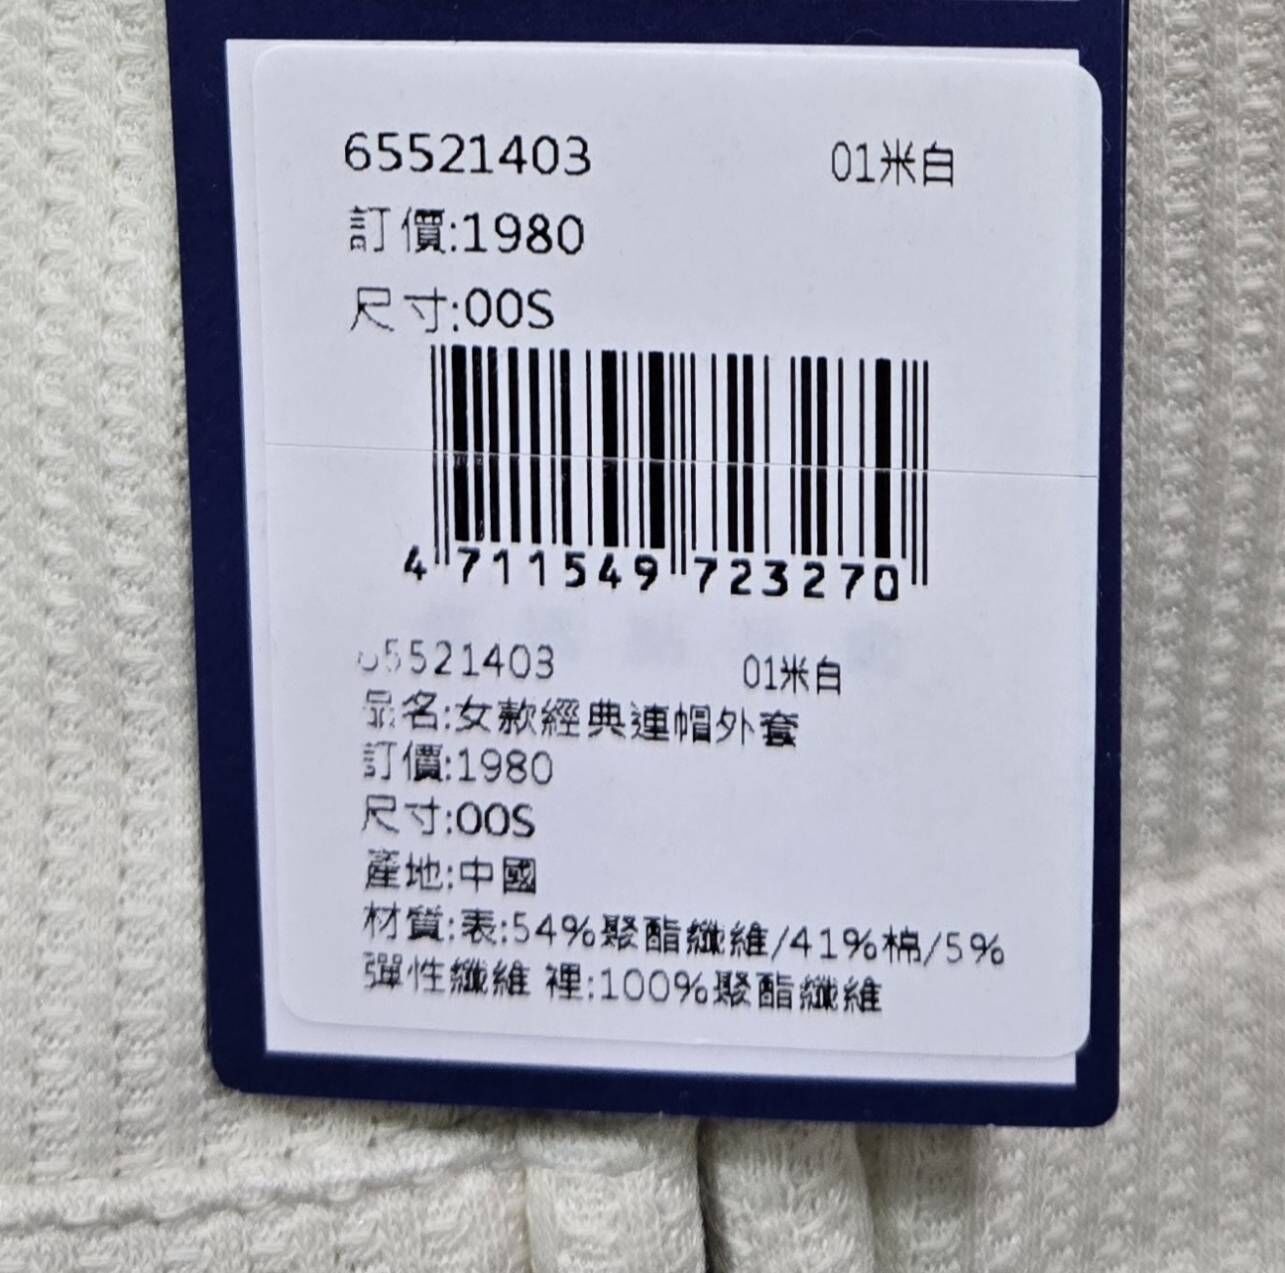 65521403 01米白
訂價:1980
尺寸:00S
4 711549 723270
65521403 01米白
品名:女款經典連帽外套
訂價:1980
尺寸:00S
產地:中國
材質:表:54%聚酯纖維/41%棉/5%
彈性纖維 裡:100%聚酯纖維